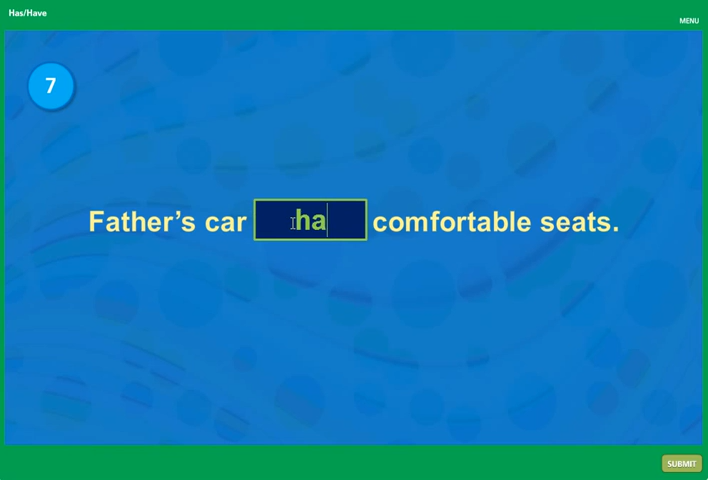 Has/Have
MENU
7
Father's car ha comfortable seats.
SUBMIT